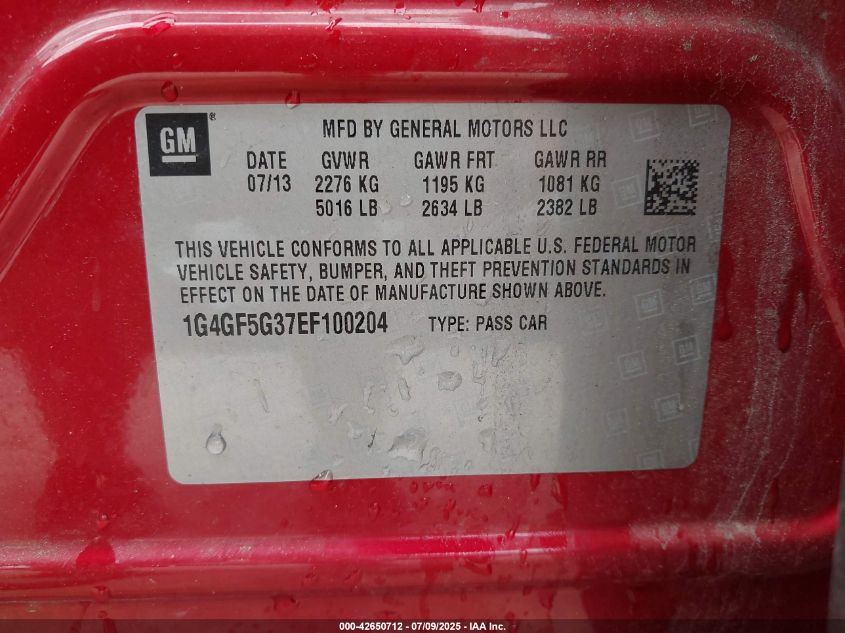 GM ®
MFD BY GENERAL MOTORS LLC
DATE GVWR GAWR FRT GAWR RR
07/13 2276 KG 1195 KG 1081 KG
5016 LB 2634 LB 2382 LB
THIS VEHICLE CONFORMS TO ALL APPLICABLE U.S. FEDERAL MOTOR
VEHICLE SAFETY, BUMPER, AND THEFT PREVENTION STANDARDS IN
EFFECT ON THE DATE OF MANUFACTURE SHOWN ABOVE.
1G4GF5G37EF100204 TYPE: PASS CAR
000-42650712 - 07/09/2025 - IAA Inc.